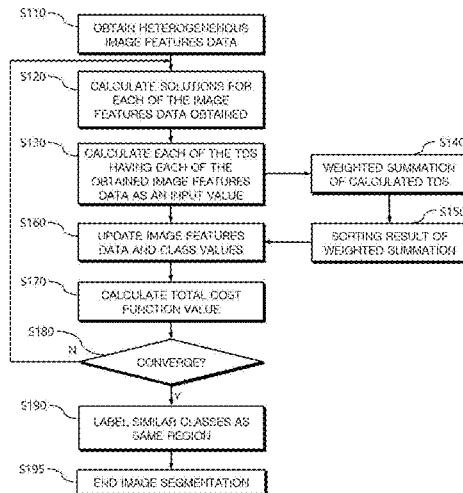 S110
OBTAIN HETEROGENENOUS
IMAGE FEATURES DATA
S120
CALCULATE SOLUTIONS FOR
EACH OF THE IMAGE
FEATURES DATA OBTAINED
S130
CALCULATE EACH OF THE TDS
HAVING EACH OF THE
OBTAINED IMAGE FEATURES
DATA AS AN INPUT VALUE
S140
WEIGHTED SUMMATION
OF CALCULATED TDS
S150
SORTING RESULT OF
WEIGHTED SUMMATION
S160
UPDATE IMAGE FEATURES
DATA AND CLASS VALUES
S170
CALCULATE TOTAL COST
FUNCTION VALUE
S180
CONVERGE?
N
Y
S190
LABEL SIMILAR CLASSES AS
SAME REGION
S195
END IMAGE SEGMENTATION